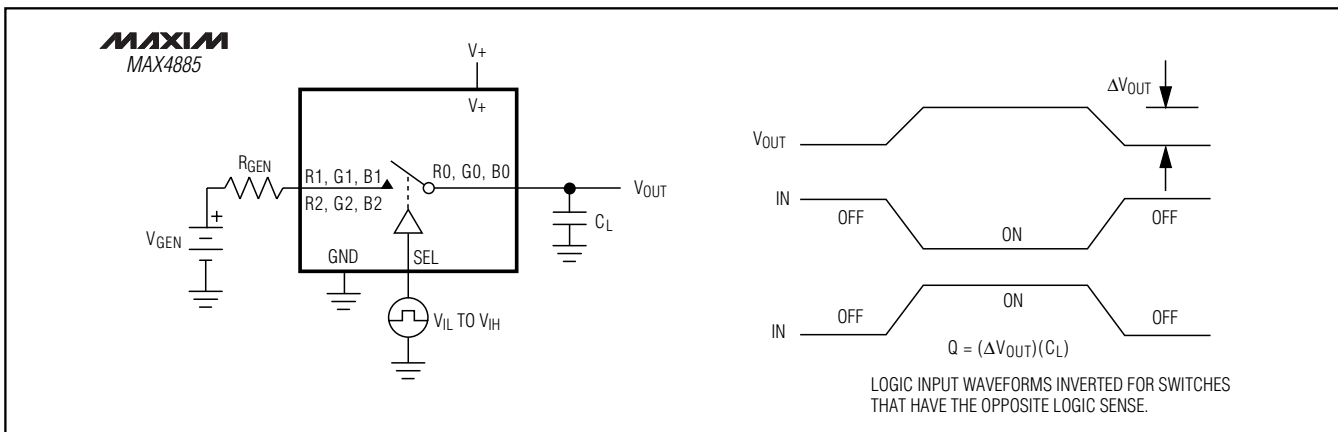 MAXIM
MAX4885
V+
V+
RGEN
R1, G1, B1
R0, G0, B0
R2, G2, B2
VOUT
CL
VGEN
+
GND
SEL
VIL TO VIH
ΔVOUT
VOUT
IN
OFF
ON
OFF
IN
OFF
ON
OFF
Q = (ΔVOUT)(CL)
LOGIC INPUT WAVEFORMS INVERTED FOR SWITCHES
THAT HAVE THE OPPOSITE LOGIC SENSE.